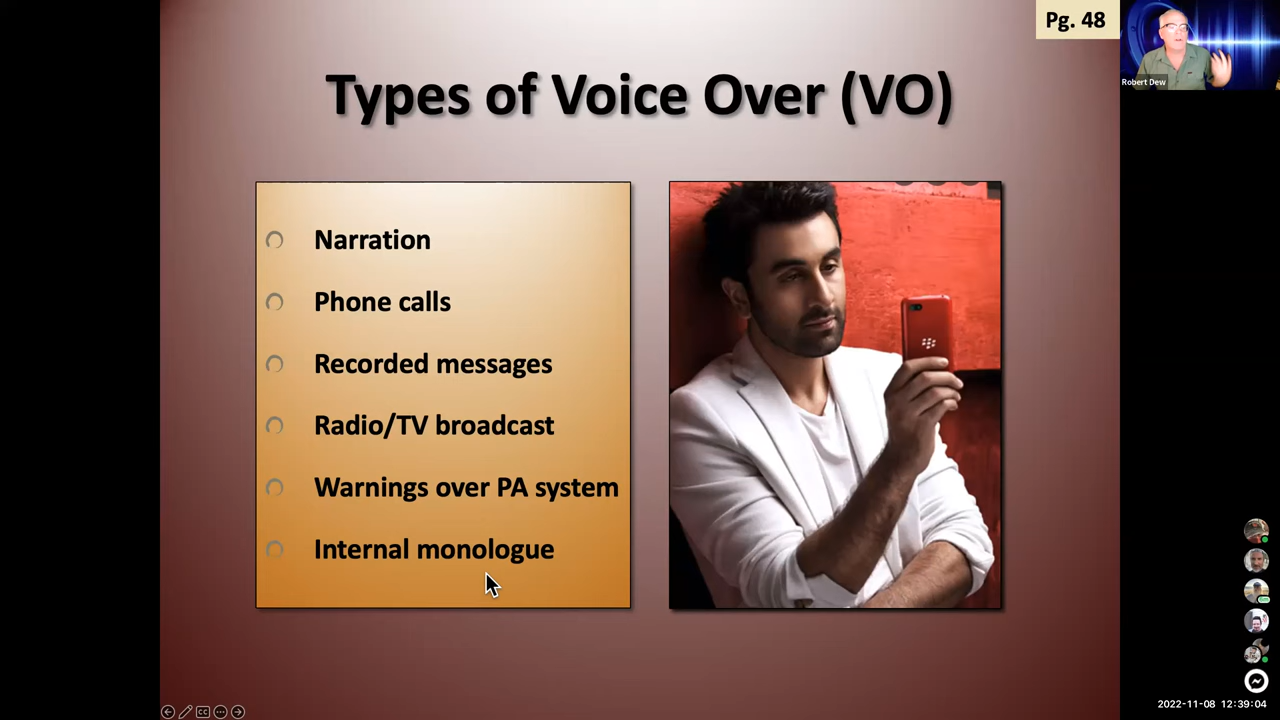 Pg. 48
Robert Dew
Types of Voice Over (VO)
Narration
Phone calls
Recorded messages
Radio/TV broadcast
Warnings over PA system
Internal monologue
CC
2022-11-08 12:39:04